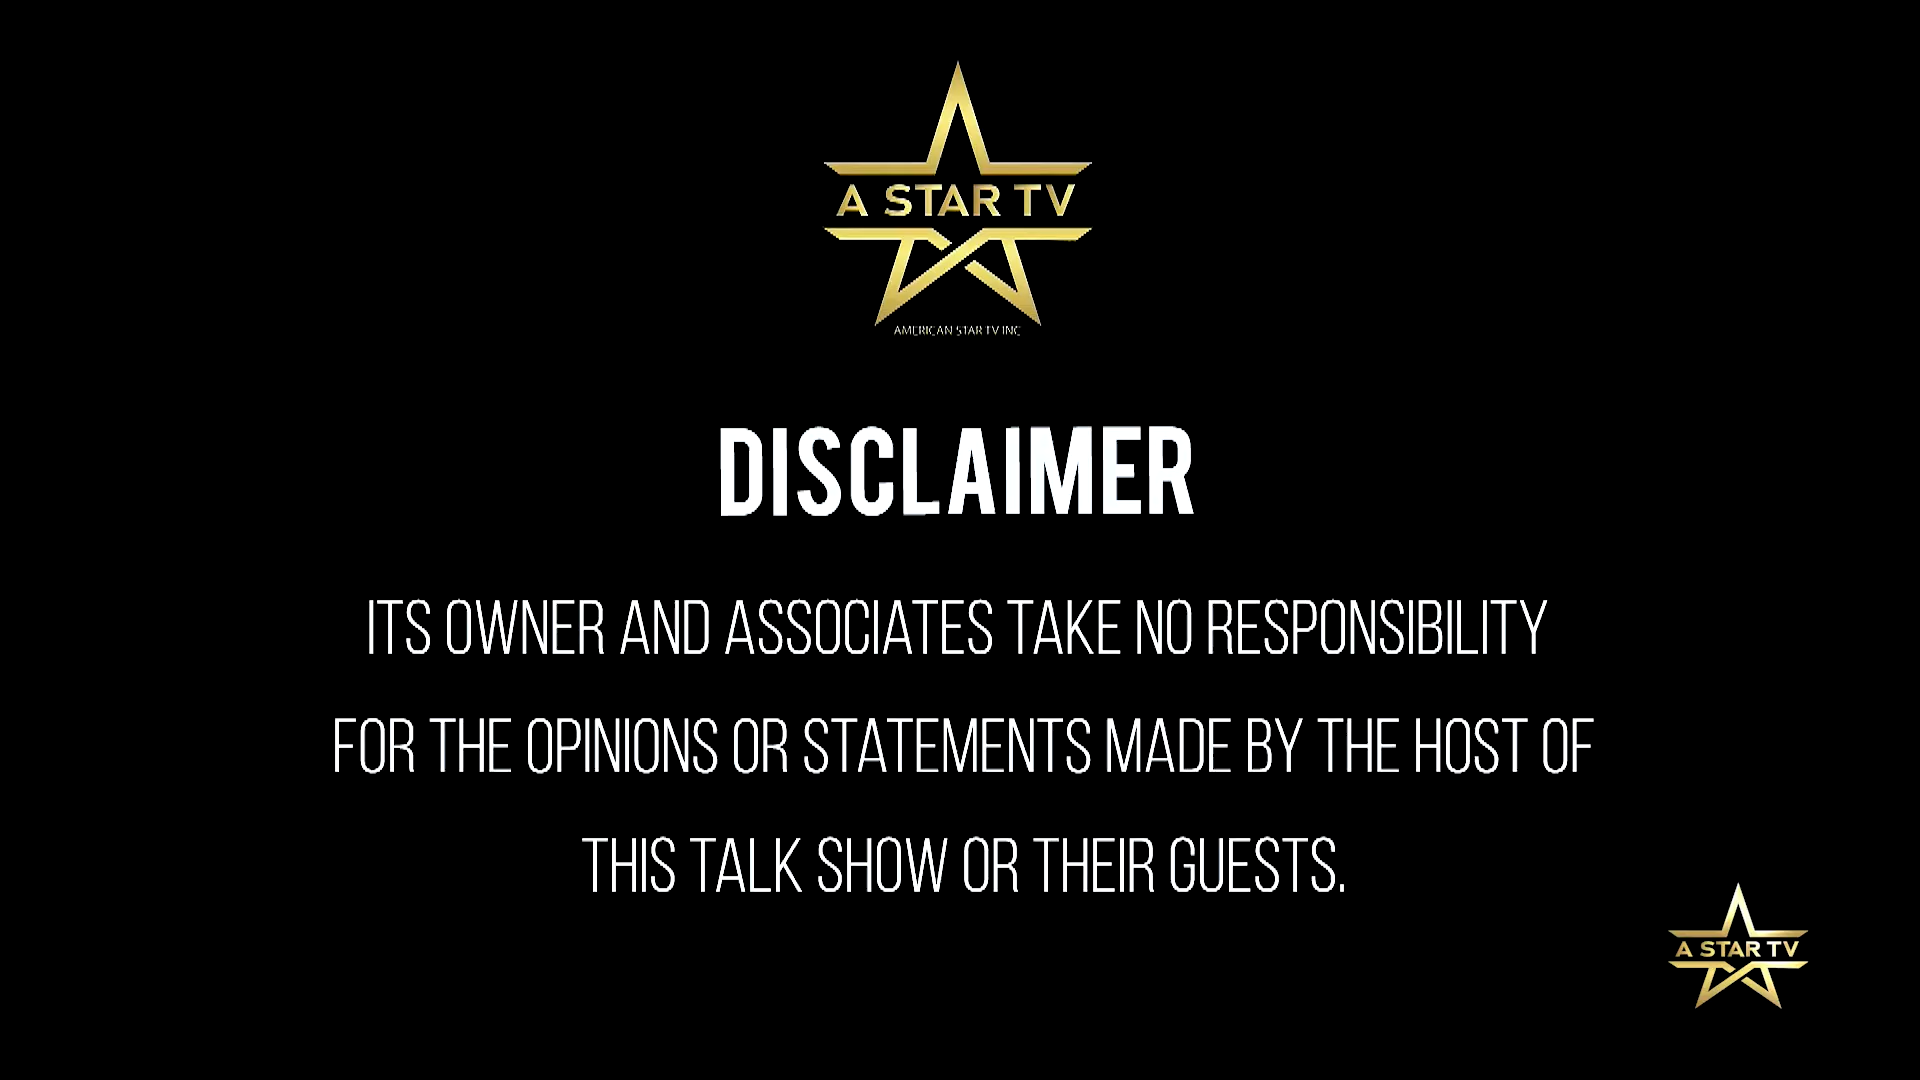 A STAR TV
AMERICAN STAR TV INC
DISCLAIMER
ITS OWNER AND ASSOCIATES TAKE NO RESPONSIBILITY
FOR THE OPINIONS OR STATEMENTS MADE BY THE HOST OF
THIS TALK SHOW OR THEIR GUESTS.
A STAR TV